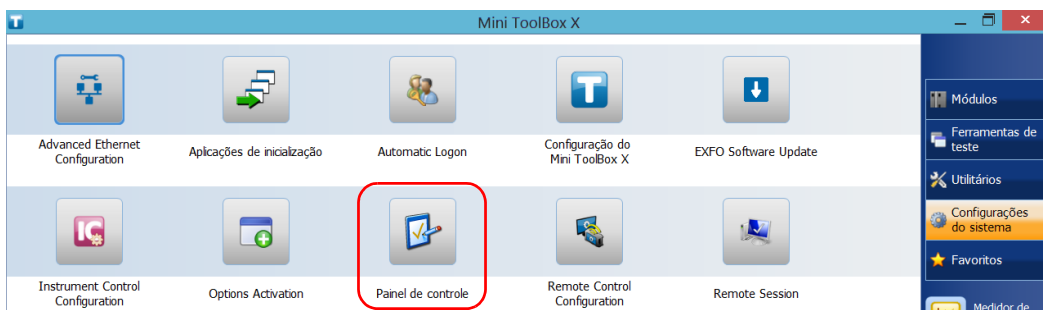 Mini ToolBox X
Advanced Ethernet
Configuration
Aplicações de inicialização
Automatic Logon
Configuração do
Mini ToolBox X
EXFO Software Update
Instrument Control
Configuration
Options Activation
Painel de controle
Remote Control
Configuration
Remote Session
Módulos
Ferramentas de
teste
Utilitários
Configurações
do sistema
Favoritos
Medidor de